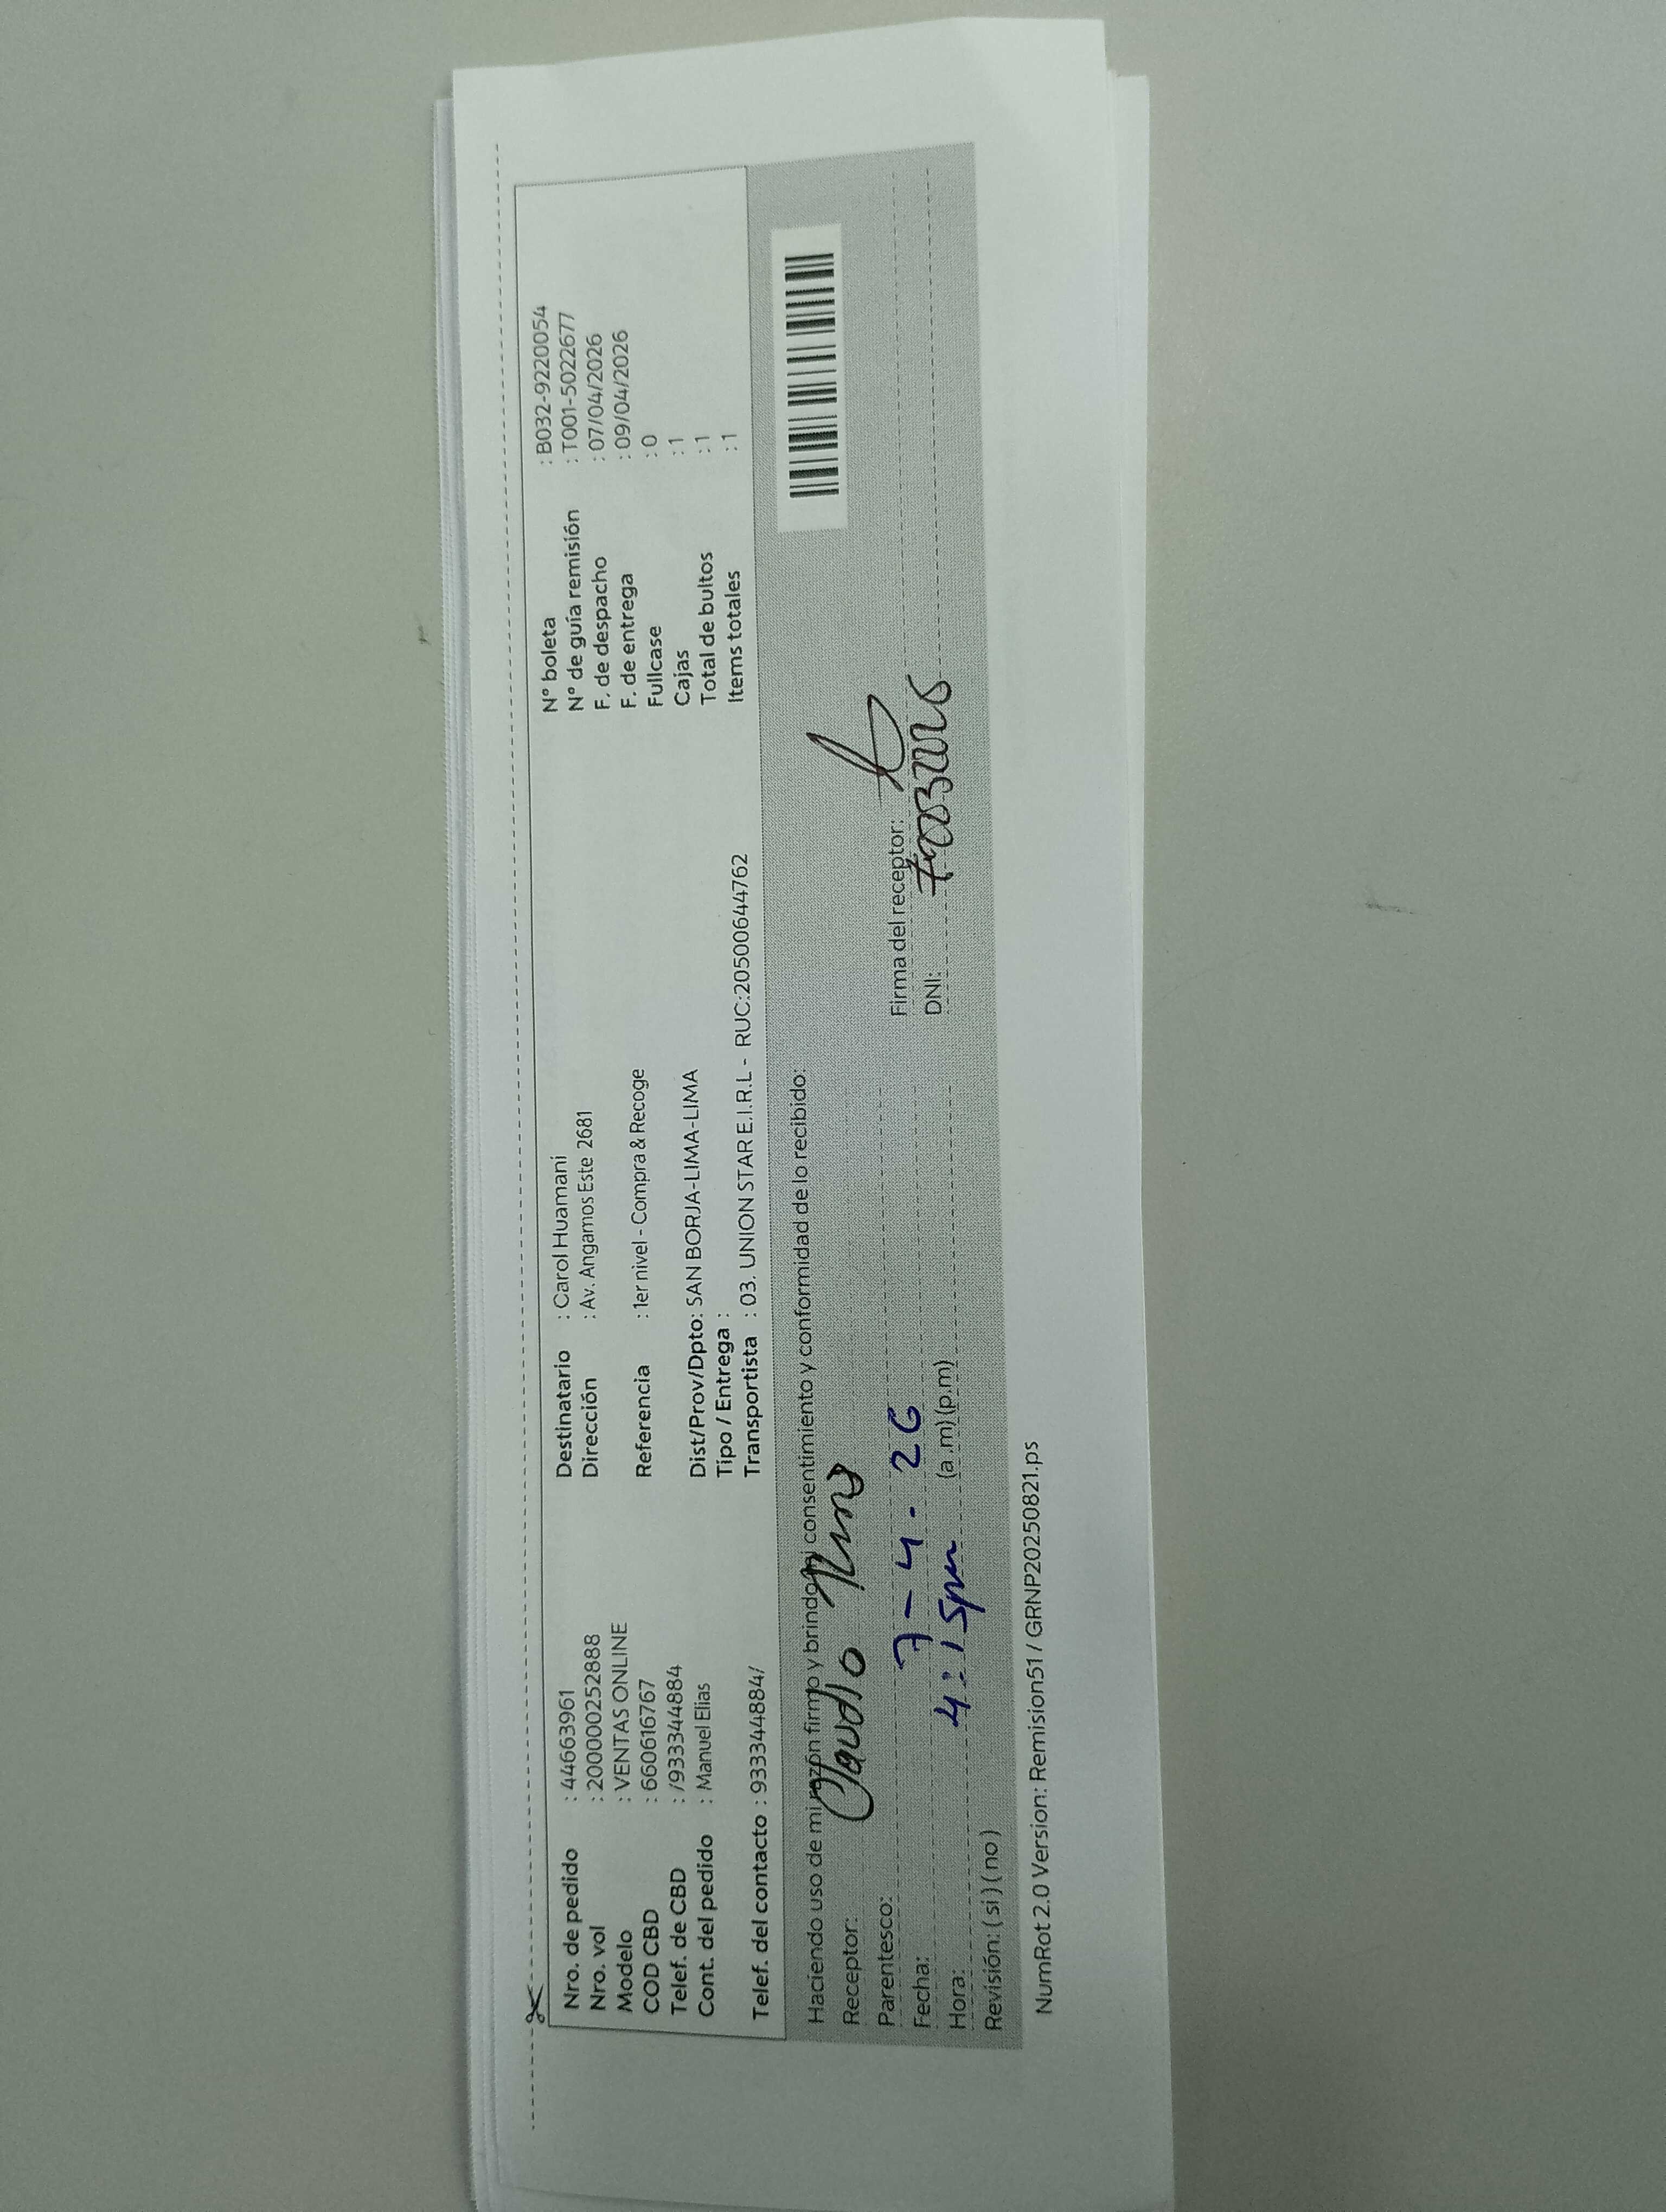 Nro. de pedido : 44663961 Destinatario : Carol Huamani N° boleta : B032-9220054
Nro. vol : 200000252888 Dirección : Av. Angamos Este 2681 N° de guía remisión : T001-5022677
Modelo : VENTAS ONLINE F. de despacho : 07/04/2026
COD CBD : 660616767 Referencia : 1er nivel - Compra & Recoge F. de entrega : 09/04/2026
Telef. de CBD : /933344884 Fullcase : 0
Cont. del pedido : Manuel Elias Dist/Prov/Dpto: SAN BORJA-LIMA-LIMA Cajas : 1
Tipo / Entrega : Total de bultos : 1
Telef. del contacto : 933344884/ Transportista : 03. UNION STAR E.I.R.L - RUC:20500644762 Items totales : 1
Haciendo uso de mi razón firmo y brindo mi consentimiento y conformidad de lo recibido:
Receptor: Claudio
Parentesco: Firma del receptor:
Fecha: 7-4-26 DNI:
Hora: 4:15pm (a.m)(p.m)
Revisión: (si)(no)
NumRot 2.0 Version: Remision51 / GRNP20250821.ps